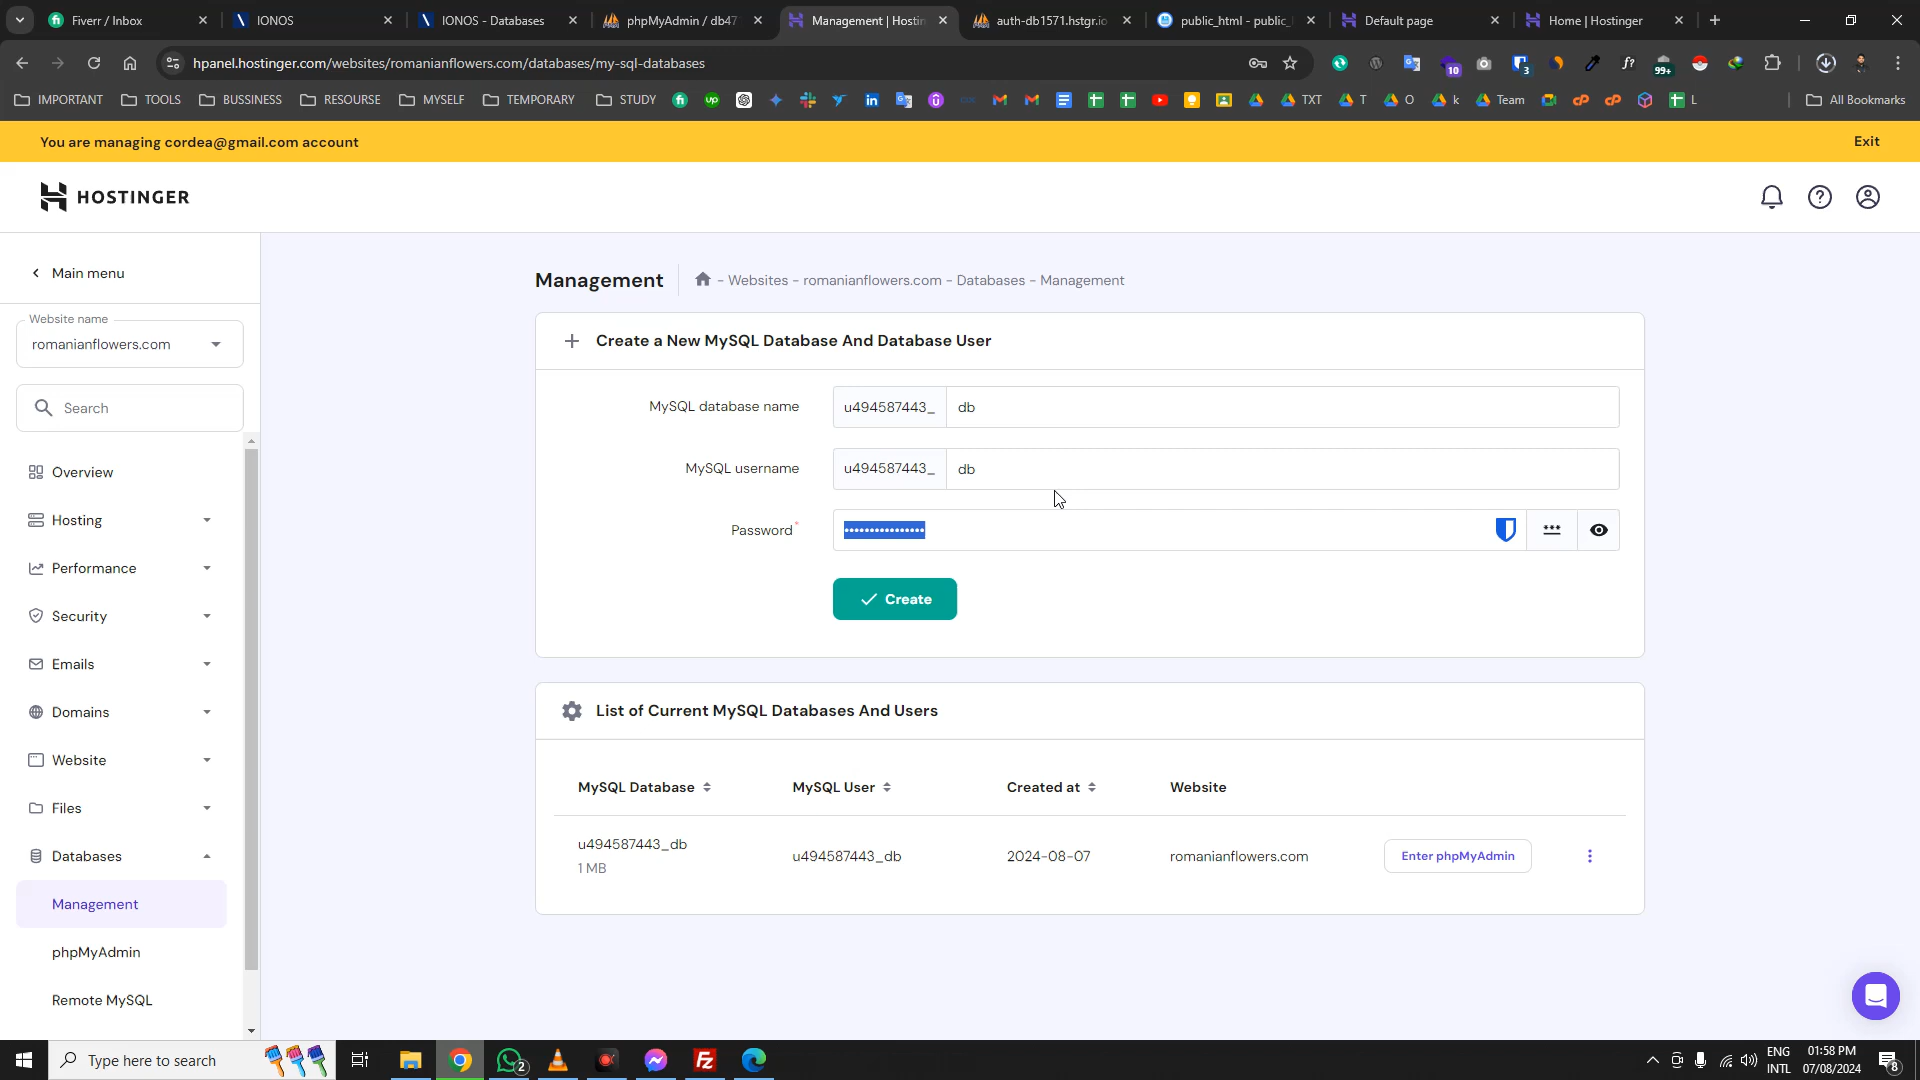 Fiverr / Inbox
IONOS
IONOS - Databases
phpMyAdmin / db47
Management | Hostin
auth-db1571.hstgr.io
public_html - public_
Default page
Home | Hostinger
hpanel.hostinger.com/websites/romanianflowers.com/databases/my-sql-databases
10
3
f?
99+
IMPORTANT
TOOLS
BUSSINESS
RESOURSE
MYSELF
TEMPORARY
STUDY
TXT
T
O
k
Team
L
All Bookmarks
You are managing cordea@gmail.com account
Exit
HOSTINGER
Main menu
Website name
romanianflowers.com
Search
Overview
Hosting
Performance
Security
Emails
Domains
Website
Files
Databases
Management
phpMyAdmin
Remote MySQL
Management
- Websites - romanianflowers.com - Databases - Management
Create a New MySQL Database And Database User
MySQL database name
u494587443_
db
MySQL username
u494587443_
db
Password*
••••••••••••••••
Create
List of Current MySQL Databases And Users
MySQL Database
MySQL User
Created at
Website
u494587443_db
1 MB
u494587443_db
2024-08-07
romanianflowers.com
Enter phpMyAdmin
Type here to search
2
ENG
INTL
01:58 PM
07/08/2024
8